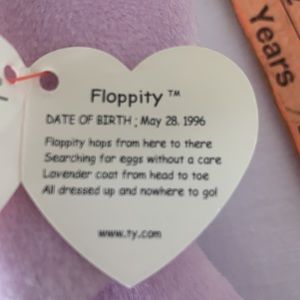 Floppity ™
DATE OF BIRTH ; May 28, 1996
Floppity hops from here to there
Searching for eggs without a care
Lavender coat from head to toe
All dressed up and nowhere to go!
www.ty.com
Years